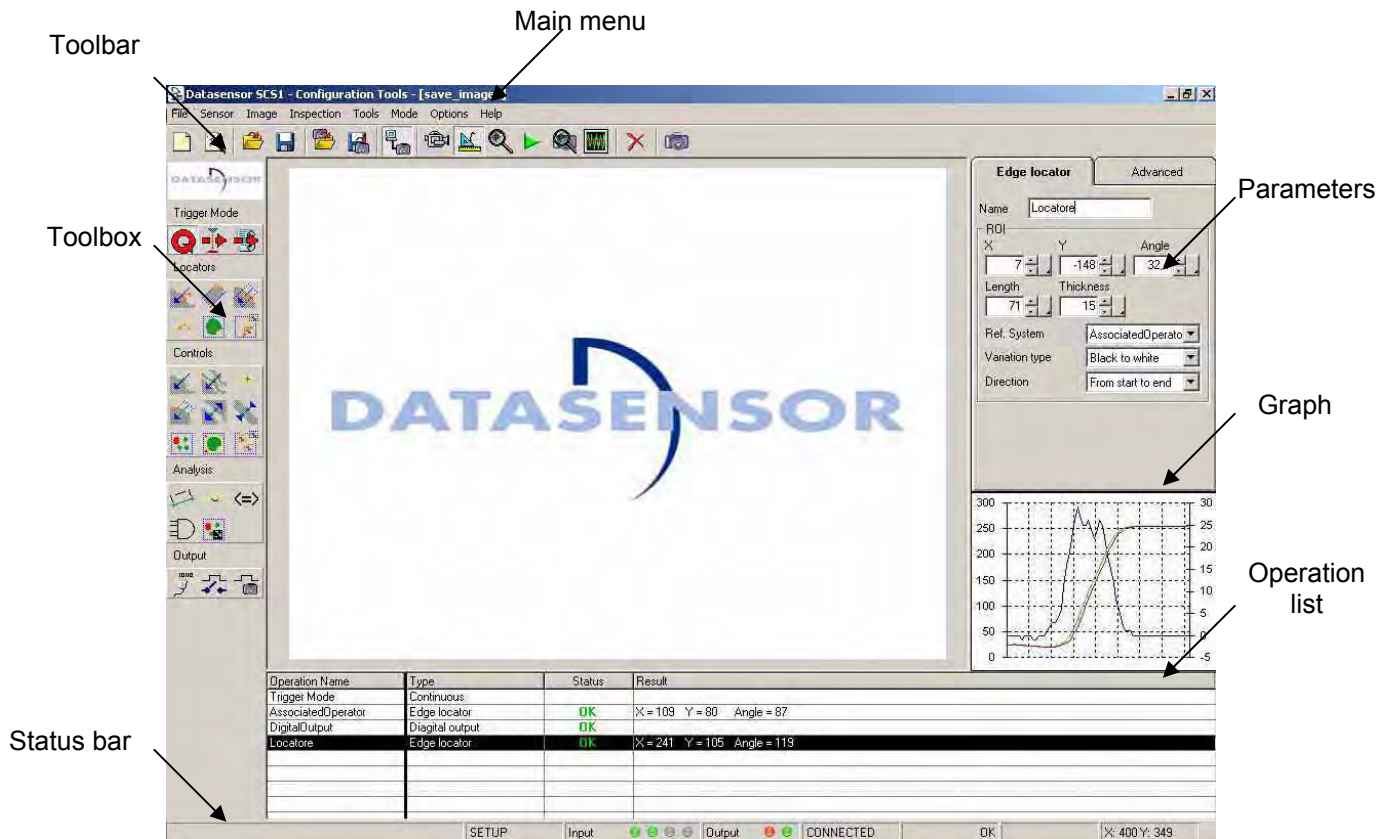 Main menu
Toolbar
Datasensor SCS1 - Configuration Tools - [save_image
File Sensor Image Inspection Tools Mode Options Help
DATASENSOR
Edge locator Advanced
Parameters
Name Locatore
Trigger Mode
ROI
X Y Angle
7 -148 32,
Toolbox
Locators
Length Thickness
71 15
Ref. System AssociatedOperato
Controls
Variation type Black to white
Direction From start to end
DATASENSOR
Graph
Analysis
<=>
300 30
250 25
200 20
150 15
100 10
50 5
0 0
-5
Output
Operation
list
Operation Name Type Status Result
Trigger Mode Continuous
AssociatedOperator Edge locator OK X = 109 Y = 80 Angle = 87
DigitalOutput Diagital output OK
Locatore Edge locator OK X = 241 Y = 105 Angle = 119
Status bar
SETUP Input Output CONNECTED OK X: 400 Y: 349